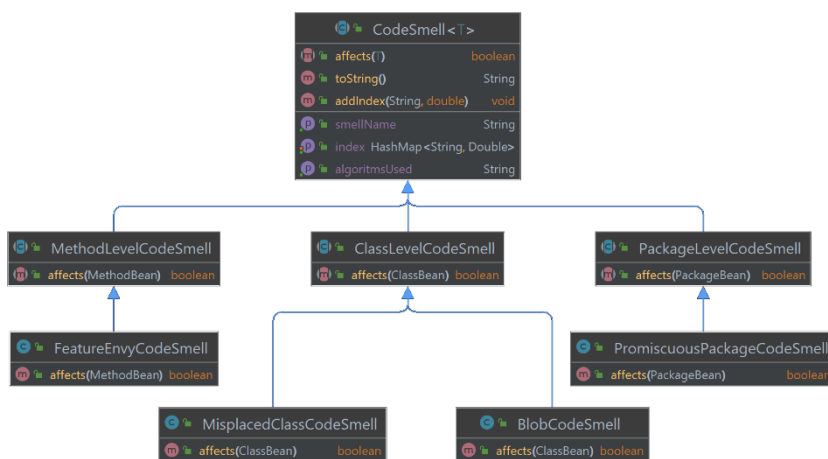 CodeSmell<T>
affects(T) boolean
toString() String
addIndex(String, double) void
smellName String
index HashMap<String, Double>
algoritmsUsed String
MethodLevelCodeSmell
affects(MethodBean) boolean
ClassLevelCodeSmell
affects(ClassBean) boolean
PackageLevelCodeSmell
affects(PackageBean) boolean
FeatureEnvyCodeSmell
affects(MethodBean) boolean
PromiscuousPackageCodeSmell
affects(PackageBean) boolean
MisplacedClassCodeSmell
affects(ClassBean) boolean
BlobCodeSmell
affects(ClassBean) boolean